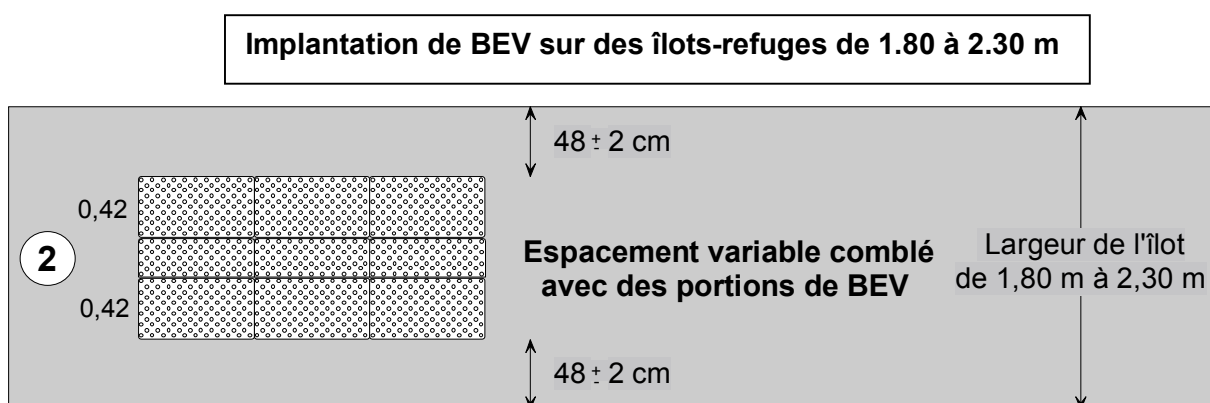 Implantation de BEV sur des îlots-refuges de 1.80 à 2.30 m
48 ± 2 cm
0,42
2
Espacement variable comblé
avec des portions de BEV
Largeur de l'îlot
de 1,80 m à 2,30 m
0,42
48 ± 2 cm